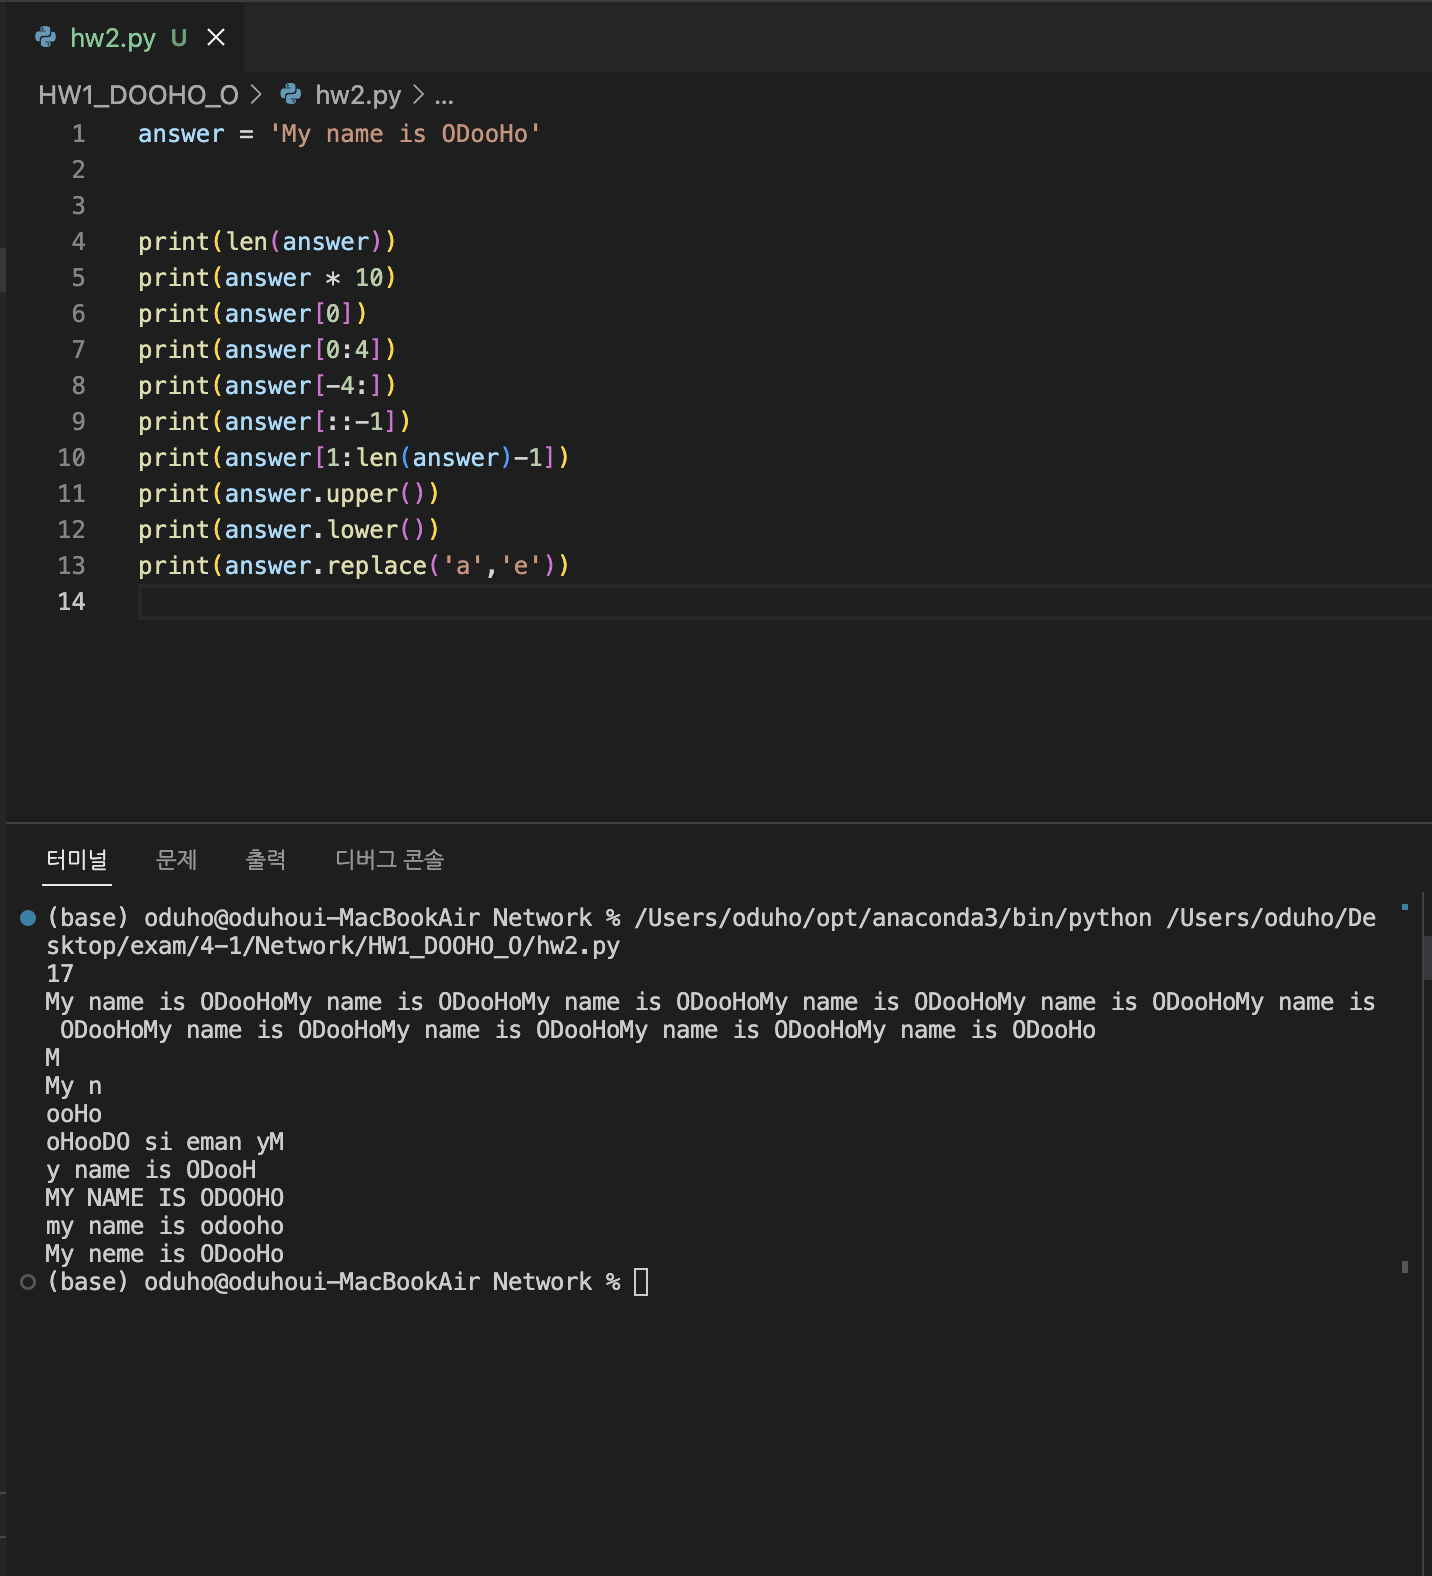 hw2.py U
HW1_DOOHO_O > hw2.py > ...
1 answer = 'My name is ODooHo'
2
3
4 print(len(answer))
5 print(answer * 10)
6 print(answer[0])
7 print(answer[0:4])
8 print(answer[-4:])
9 print(answer[::-1])
10 print(answer[1:len(answer)-1])
11 print(answer.upper())
12 print(answer.lower())
13 print(answer.replace('a','e'))
14
터미널 문제 출력 디버그 콘솔
(base) oduho@oduhoui-MacBookAir Network % /Users/oduho/opt/anaconda3/bin/python /Users/oduho/De
sktop/exam/4-1/Network/HW1_DOOHO_O/hw2.py
17
My name is ODooHoMy name is ODooHoMy name is ODooHoMy name is ODooHoMy name is ODooHoMy name is
 ODooHoMy name is ODooHoMy name is ODooHoMy name is ODooHoMy name is ODooHo
M
My n
ooHo
oHooDO si eman yM
y name is ODooH
MY NAME IS ODOOHO
my name is odooho
My neme is ODooHo
(base) oduho@oduhoui-MacBookAir Network %